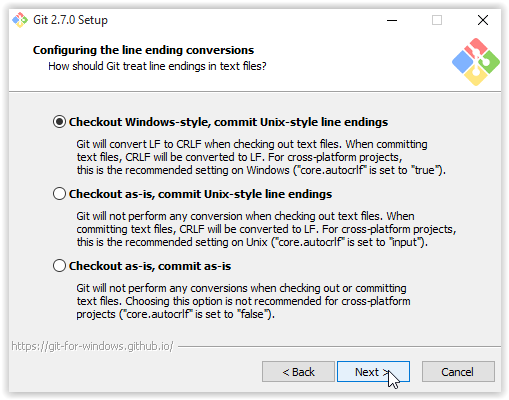 Git 2.7.0 Setup
Configuring the line ending conversions
How should Git treat line endings in text files?
Checkout Windows-style, commit Unix-style line endings
Git will convert LF to CRLF when checking out text files. When committing
text files, CRLF will be converted to LF. For cross-platform projects,
this is the recommended setting on Windows ("core.autocrlf" is set to "true").
Checkout as-is, commit Unix-style line endings
Git will not perform any conversion when checking out text files. When
committing text files, CRLF will be converted to LF. For cross-platform projects,
this is the recommended setting on Unix ("core.autocrlf" is set to "input").
Checkout as-is, commit as-is
Git will not perform any conversions when checking out or committing
text files. Choosing this option is not recommended for cross-platform
projects ("core.autocrlf" is set to "false").
https://git-for-windows.github.io/
< Back
Next >
Cancel